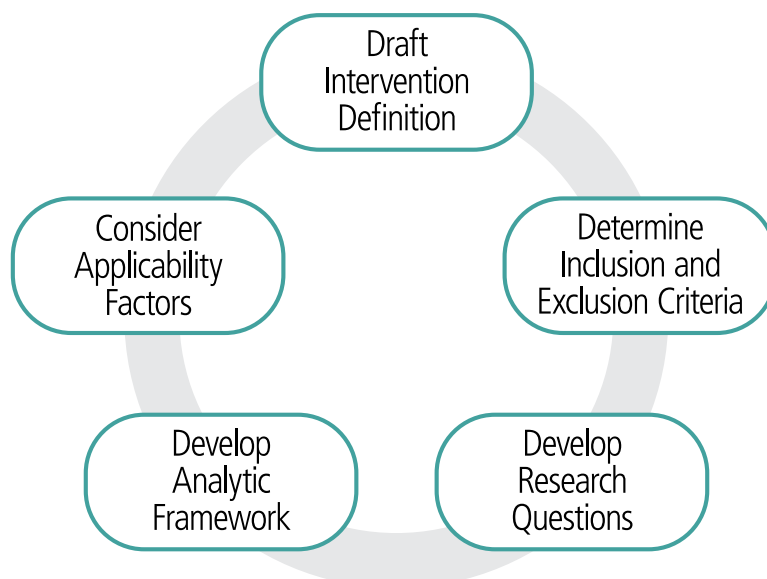 Draft
Intervention
Definition
Consider
Applicability
Factors
Determine
Inclusion and
Exclusion Criteria
Develop
Analytic
Framework
Develop
Research
Questions